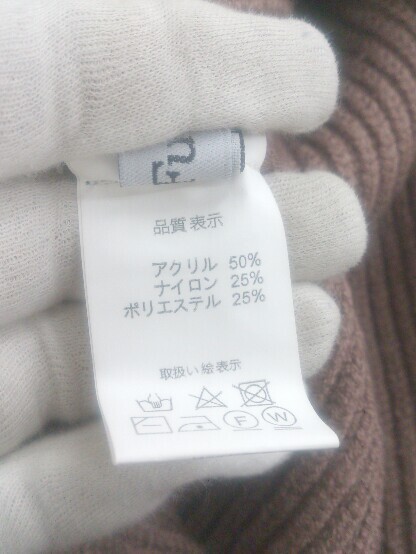 品質表示
アクリル 50%
ナイロン 25%
ポリエステル 25%
取扱い絵表示
F W